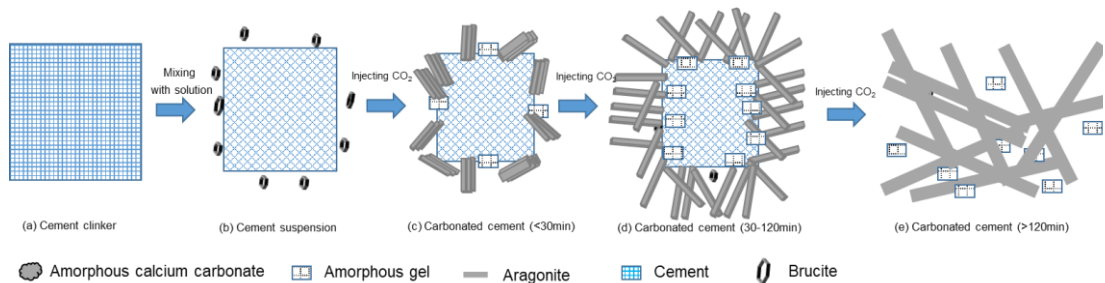 Mixing
with solution
Injecting CO₂
Injecting CO₂
Injecting CO₂
(a) Cement clinker
(b) Cement suspension
(c) Carbonated cement (<30min)
(d) Carbonated cement (30-120min)
(e) Carbonated cement (>120min)
Amorphous calcium carbonate
Amorphous gel
Aragonite
Cement
Brucite